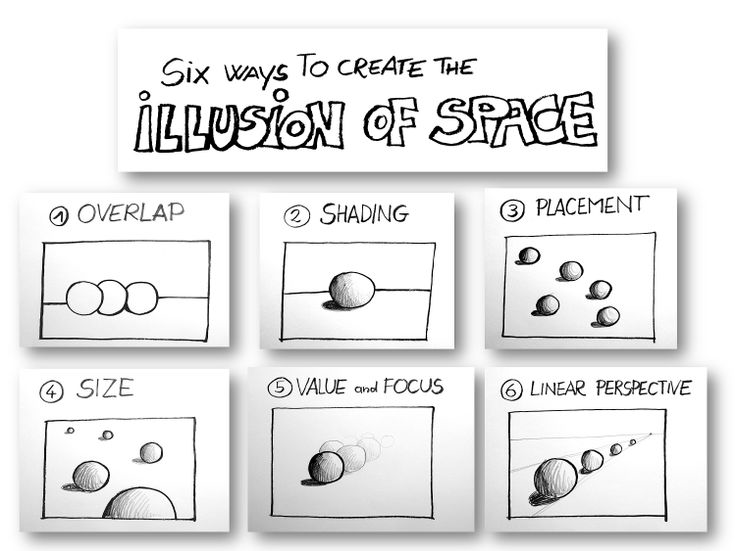 Six WAYS TO CREATE THE
iLLUSiON OF SPACE
1 OVERLAP
2 SHADING
3 PLACEMENT
4 SIZE
5 VALUE and FOCUS
6 LINEAR PERSPECTIVE